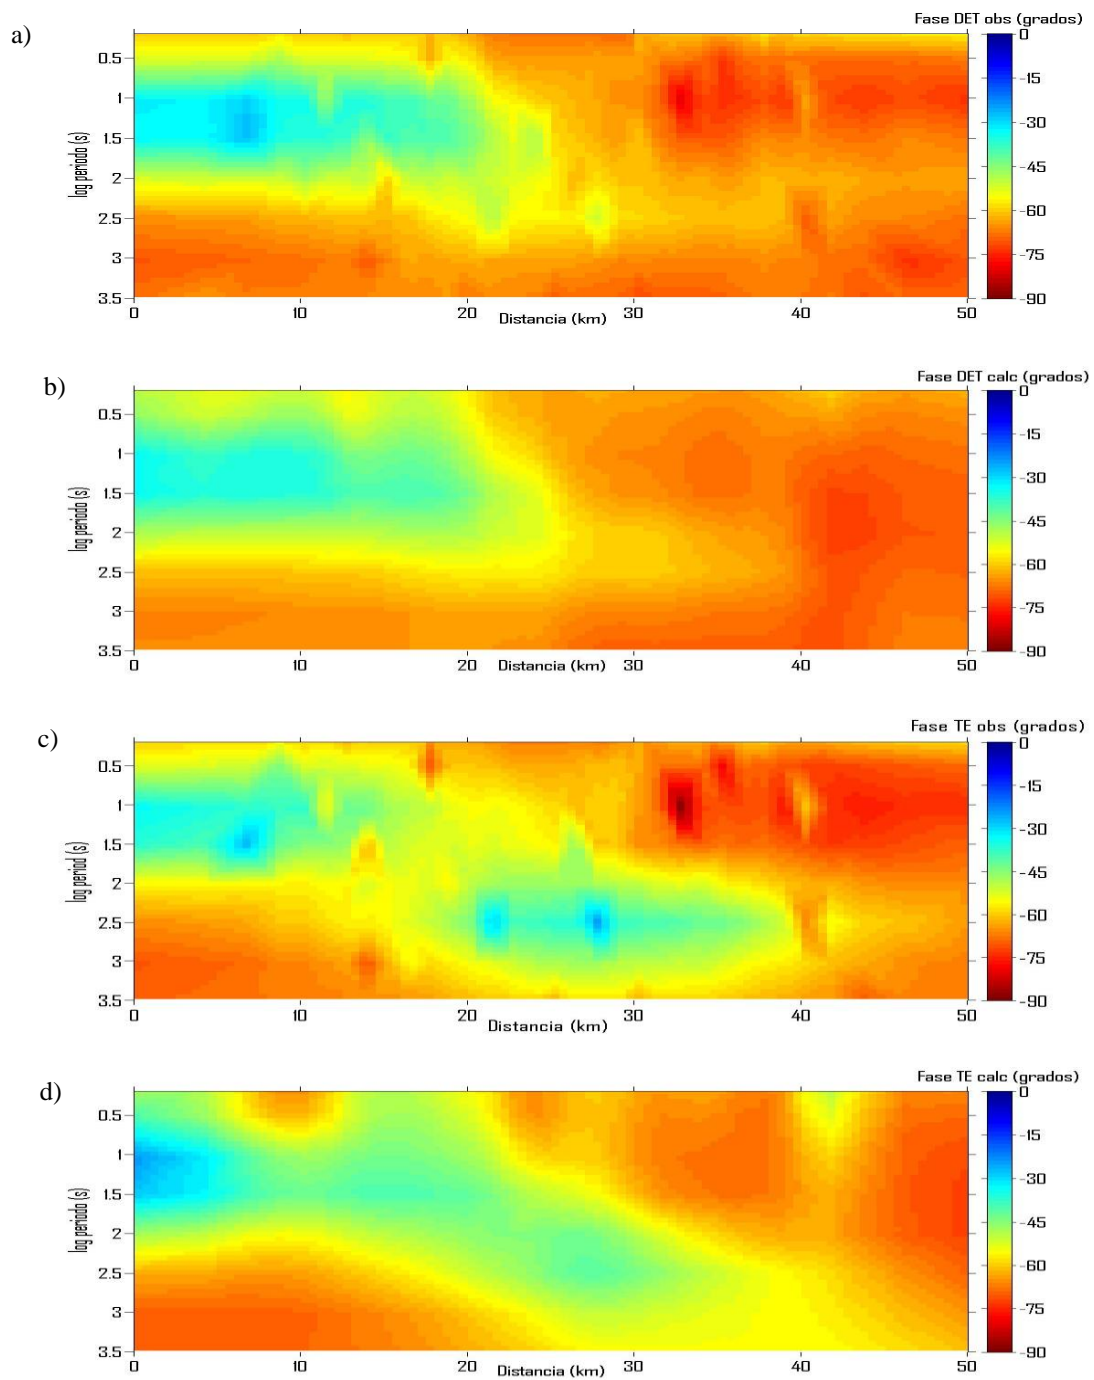 a)
Fase DET obs (grados)
log periodo (s)
0.5
1
1.5
2
2.5
3
3.5
0 10 20 30 40 50
Distancia (km)
0
-15
-30
-45
-60
-75
-90
b)
Fase DET calc (grados)
log periodo (s)
0.5
1
1.5
2
2.5
3
3.5
0 10 20 30 40 50
Distancia (km)
0
-15
-30
-45
-60
-75
-90
c)
Fase TE obs (grados)
log period (s)
0.5
1
1.5
2
2.5
3
3.5
0 10 20 30 40 50
Distancia (km)
0
-15
-30
-45
-60
-75
-90
d)
Fase TE calc (grados)
log periodo (s)
0.5
1
1.5
2
2.5
3
3.5
0 10 20 30 40 50
Distancia (km)
0
-15
-30
-45
-60
-75
-90